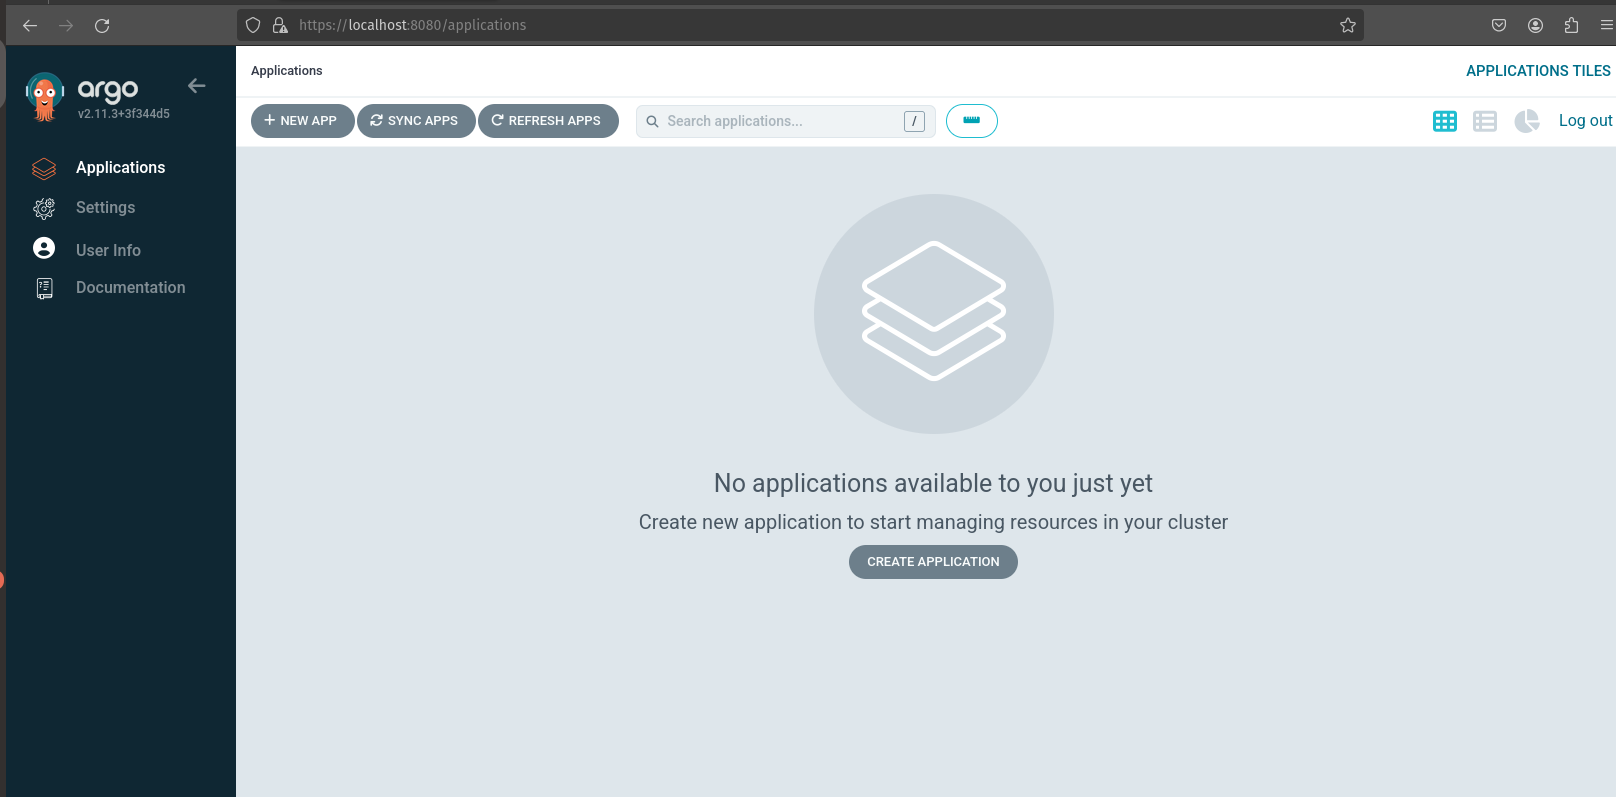 https://localhost:8080/applications
argo
v2.11.3+3f344d5
Applications
Settings
User Info
Documentation
Applications
APPLICATIONS TILES
+ NEW APP
SYNC APPS
REFRESH APPS
Search applications...
/
Log out
No applications available to you just yet
Create new application to start managing resources in your cluster
CREATE APPLICATION